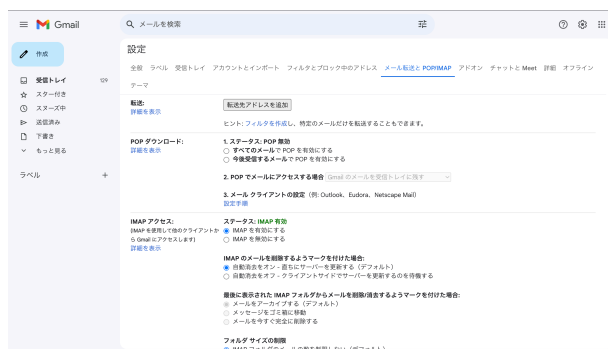 Gmail
メールを検索
作成
受信トレイ 129
スター付き
スヌーズ中
送信済み
下書き
もっと見る
ラベル +
設定
全般 ラベル 受信トレイ アカウントとインポート フィルタとブロック中のアドレス メール転送と POP/IMAP アドオン チャットと Meet 詳細 オフライン
テーマ
転送:
詳細を表示
転送先アドレスを追加
ヒント: フィルタを作成し、特定のメールだけを転送することもできます。
POP ダウンロード:
詳細を表示
1. ステータス: POP 無効
すべてのメールで POP を有効にする
今後受信するメールで POP を有効にする
2. POP でメールにアクセスする場合 Gmail のメールを受信トレイに残す
3. メール クライアントの設定（例: Outlook、Eudora、Netscape Mail）
設定手順
IMAP アクセス:
(IMAP を使用して他のクライアントか
ら Gmail にアクセスします)
詳細を表示
ステータス: IMAP 有効
IMAP を有効にする
IMAP を無効にする
IMAP のメールを削除するようマークを付けた場合:
自動消去をオン - 直ちにサーバーを更新する（デフォルト）
自動消去をオフ - クライアントサイドでサーバーを更新するのを待機する
最後に表示された IMAP フォルダからメールを削除/消去するようマークを付けた場合:
メールをアーカイブする（デフォルト）
メッセージをゴミ箱に移動
メールを今すぐ完全に削除する
フォルダ サイズの制限
IMAP フォルダのメールの数を制限しない（デフォルト）